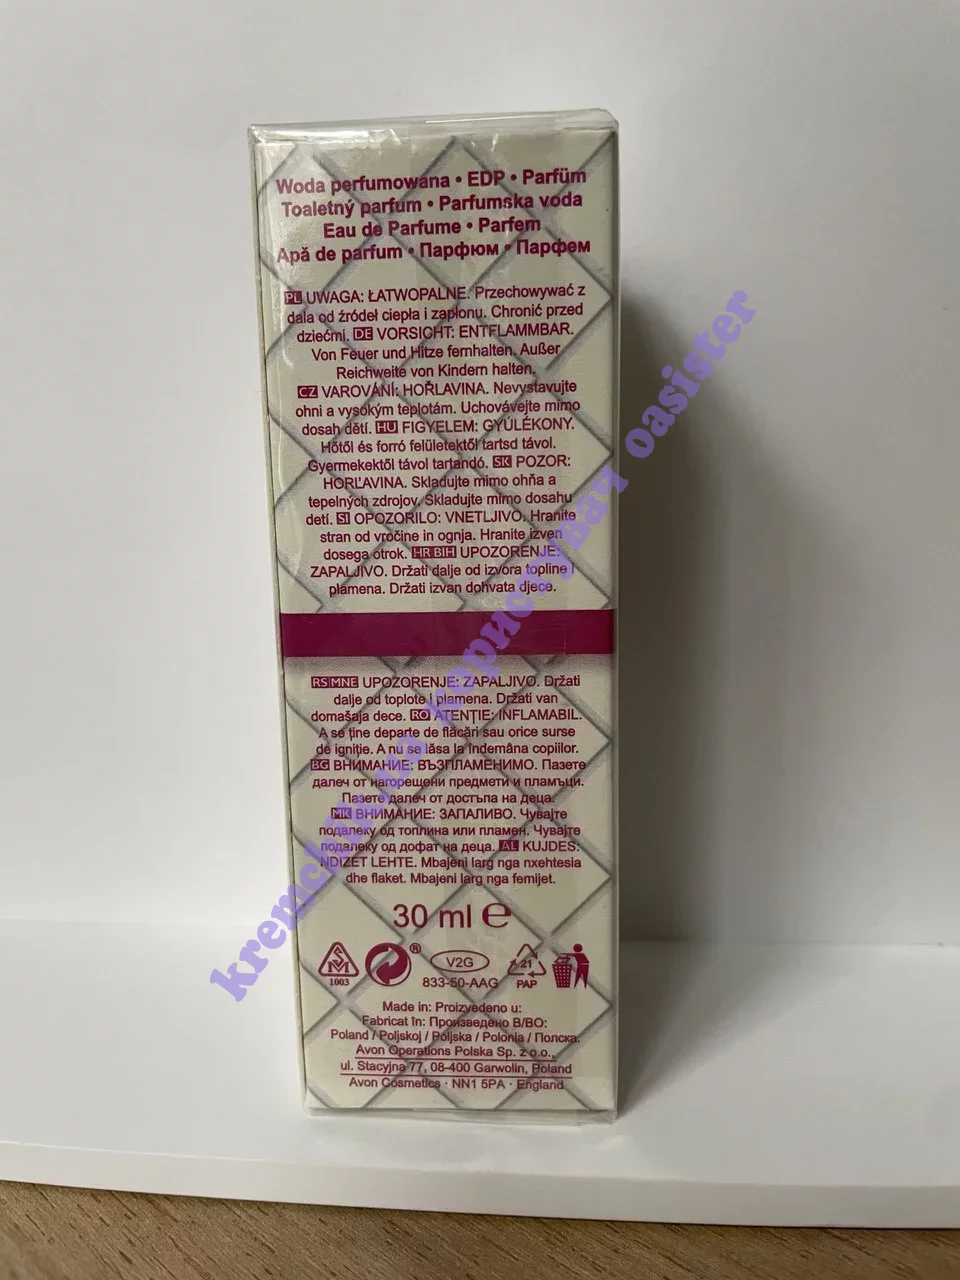 Woda perfumowana • EDP • Parfüm
Toaletný parfum • Parfumska voda
Eau de Parfume • Parfem
Apă de parfum • Парфюм • Парфем
PL UWAGA: ŁATWOPALNE. Przechowywać z
dala od źródeł ciepła i zapłonu. Chronić przed
dziećmi. DE VORSICHT: ENTFLAMMBAR.
Von Feuer und Hitze fernhalten. Außer
Reichweite von Kindern halten.
CZ VAROVÁNÍ: HOŘLAVINA. Nevystavujte
ohni a vysokým teplotám. Uchovávejte mimo
dosah dětí. HU FIGYELEM: GYÚLÉKONY.
Hőtől és forró felületektől tartsd távol.
Gyermekektől távol tartandó. SK POZOR:
HORĽAVINA. Skladujte mimo ohňa a
tepelných zdrojov. Skladujte mimo dosahu
detí. SI OPOZORILO: VNETLJIVO. Hranite
stran od vročine in ognja. Hranite izven
dosega otrok. HR BIH UPOZORENJE:
ZAPALJIVO. Držati dalje od izvora topline i
plamena. Držati izvan dohvata djece.
RS MNE UPOZORENJE: ZAPALJIVO. Držati
dalje od toplote i plamena. Držati van
domašaja dece. RO ATENȚIE: INFLAMABIL.
A se ține departe de flăcări sau orice surse
de igniție. A nu se lăsa la îndemâna copiilor.
BG ВНИМАНИЕ: ВЪЗПЛАМЕНИМО. Пазете
далеч от нагорещени предмети и пламъци.
Пазете далеч от достъпа на деца.
MK ВНИМАНИЕ: ЗАПАЛИВО. Чувајте
подалеку од топлина или пламен. Чувајте
подалеку од дофат на деца. AL KUJDES:
NDIZET LEHTE. Mbajeni larg nga nxehtesia
dhe flaket. Mbajeni larg nga femijet.
30 ml e
1003
®
V2G
833-50-AAG
21
PAP
Made in: Proizvedeno u:
Fabricat în: Произведено В/ВО:
Poland / Poljskoj / Poljska / Polonia / Полска.
Avon Operations Polska Sp. z o.o.,
ul. Stacyjna 77, 08-400 Garwolin, Poland
Avon Cosmetics · NN1 5PA · England
користувач oasister